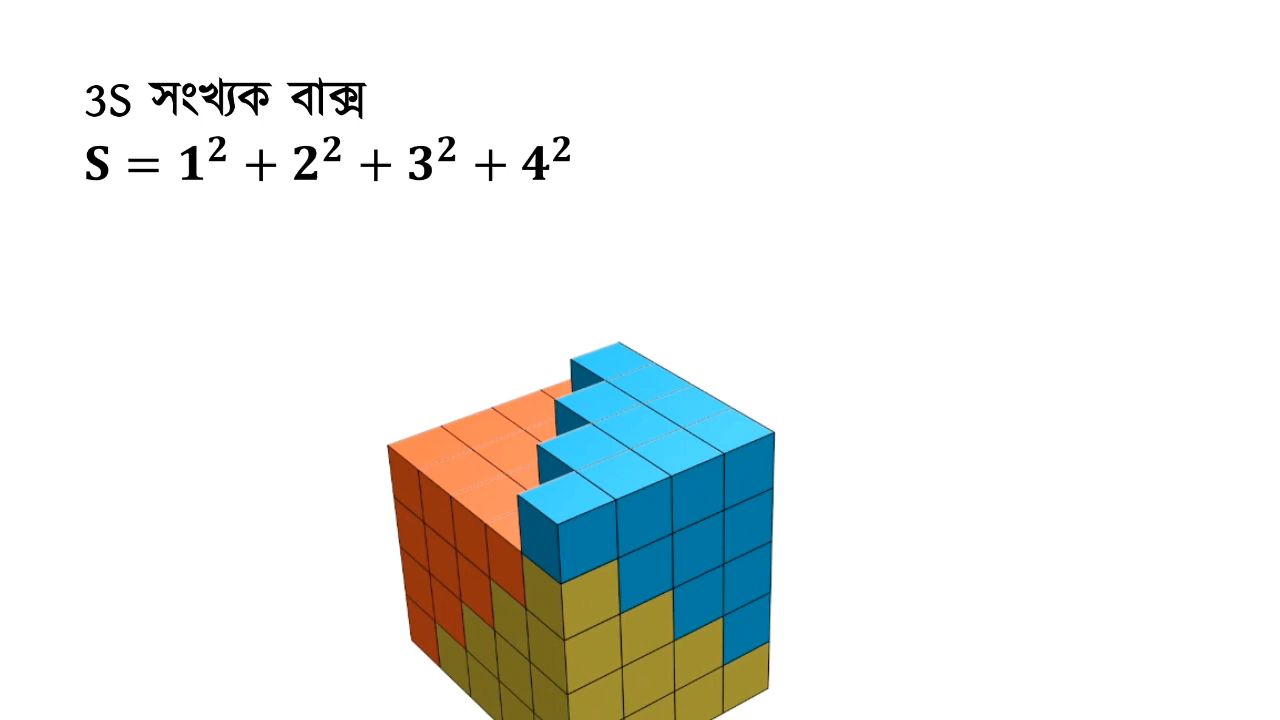 3S সংখ্যক বাক্স
S = 1² + 2² + 3² + 4²